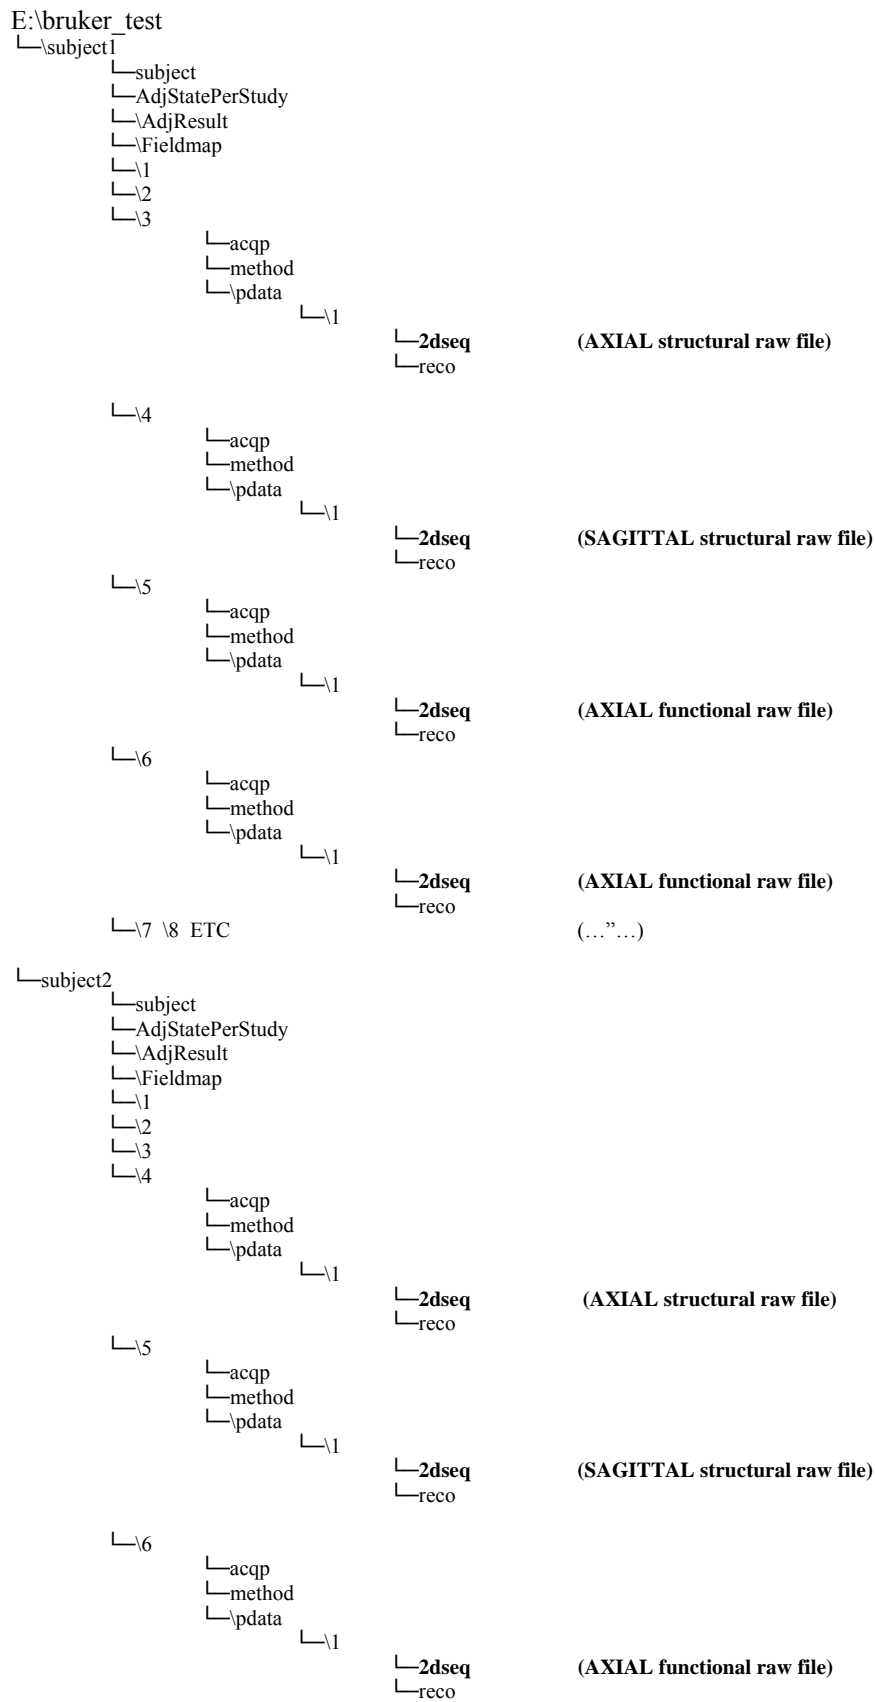 E:\bruker_test
└─\subject1
└─subject
└─AdjStatePerStudy
└─\AdjResult
└─\Fieldmap
└─\1
└─\2
└─\3
└─acqp
└─method
└─\pdata
└─\1
└─2dseq (AXIAL structural raw file)
└─reco
└─\4
└─acqp
└─method
└─\pdata
└─\1
└─2dseq (SAGITTAL structural raw file)
└─reco
└─\5
└─acqp
└─method
└─\pdata
└─\1
└─2dseq (AXIAL functional raw file)
└─reco
└─\6
└─acqp
└─method
└─\pdata
└─\1
└─2dseq (AXIAL functional raw file)
└─reco
└─\7 \8 ETC (…”…)
└─subject2
└─subject
└─AdjStatePerStudy
└─\AdjResult
└─\Fieldmap
└─\1
└─\2
└─\3
└─\4
└─acqp
└─method
└─\pdata
└─\1
└─2dseq (AXIAL structural raw file)
└─reco
└─\5
└─acqp
└─method
└─\pdata
└─\1
└─2dseq (SAGITTAL structural raw file)
└─reco
└─\6
└─acqp
└─method
└─\pdata
└─\1
└─2dseq (AXIAL functional raw file)
└─reco